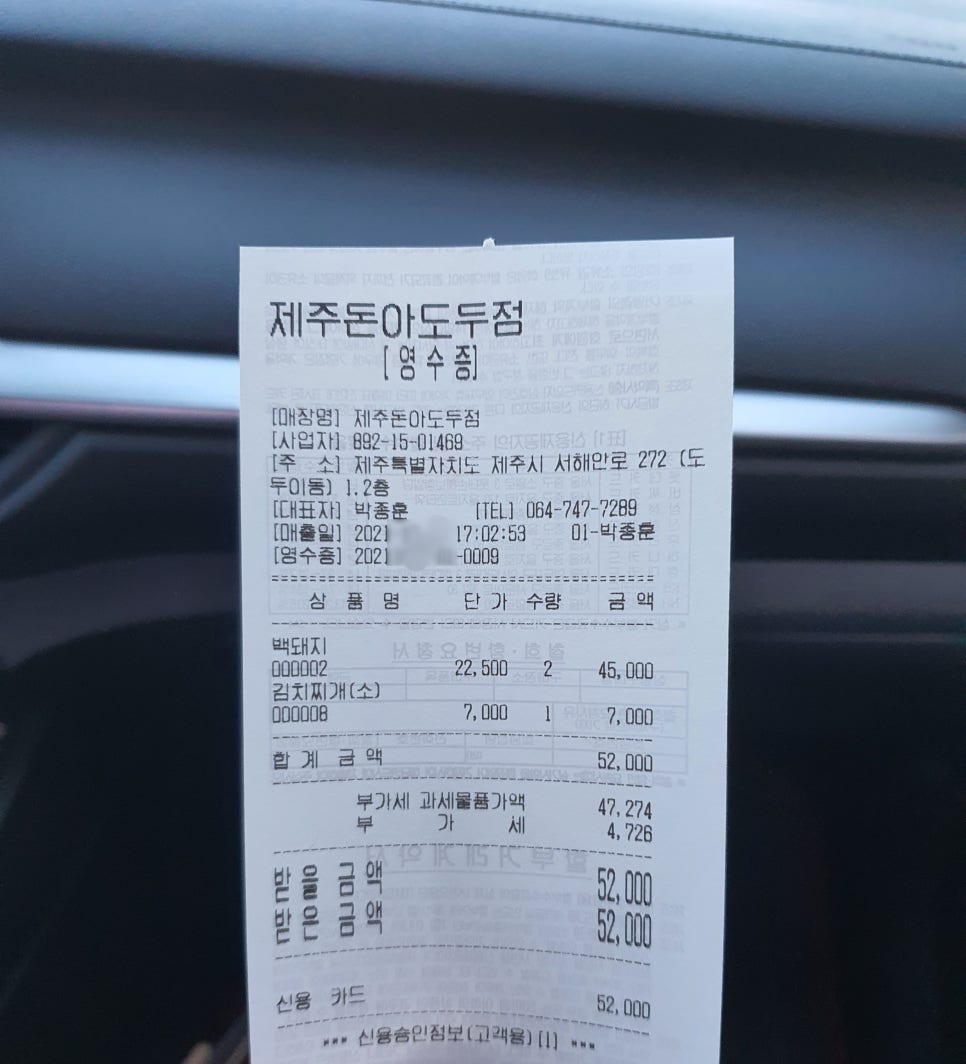 제주돈아도두점
[영수증]
[매장명] 제주돈아도두점
[사업자] 892-15-01469
[주 소] 제주특별자치도 제주시 서해안로 272 (도
두이동) 1.2층
[대표자] 박종훈 [TEL] 064-747-7289
[매출일] 2021 17:02:53 01-박종훈
[영수증] 2021 -0009
상 품 명 단 가 수량 금 액
백돼지
000002 22,500 2 45,000
김치찌개(소)
000008 7,000 1 7,000
합 계 금 액 52,000
부가세 과세물품가액 47,274
부 가 세 4,726
받을 금액 52,000
받은 금액 52,000
신용 카드 52,000
*** 신용승인정보(고객용) [1] ***